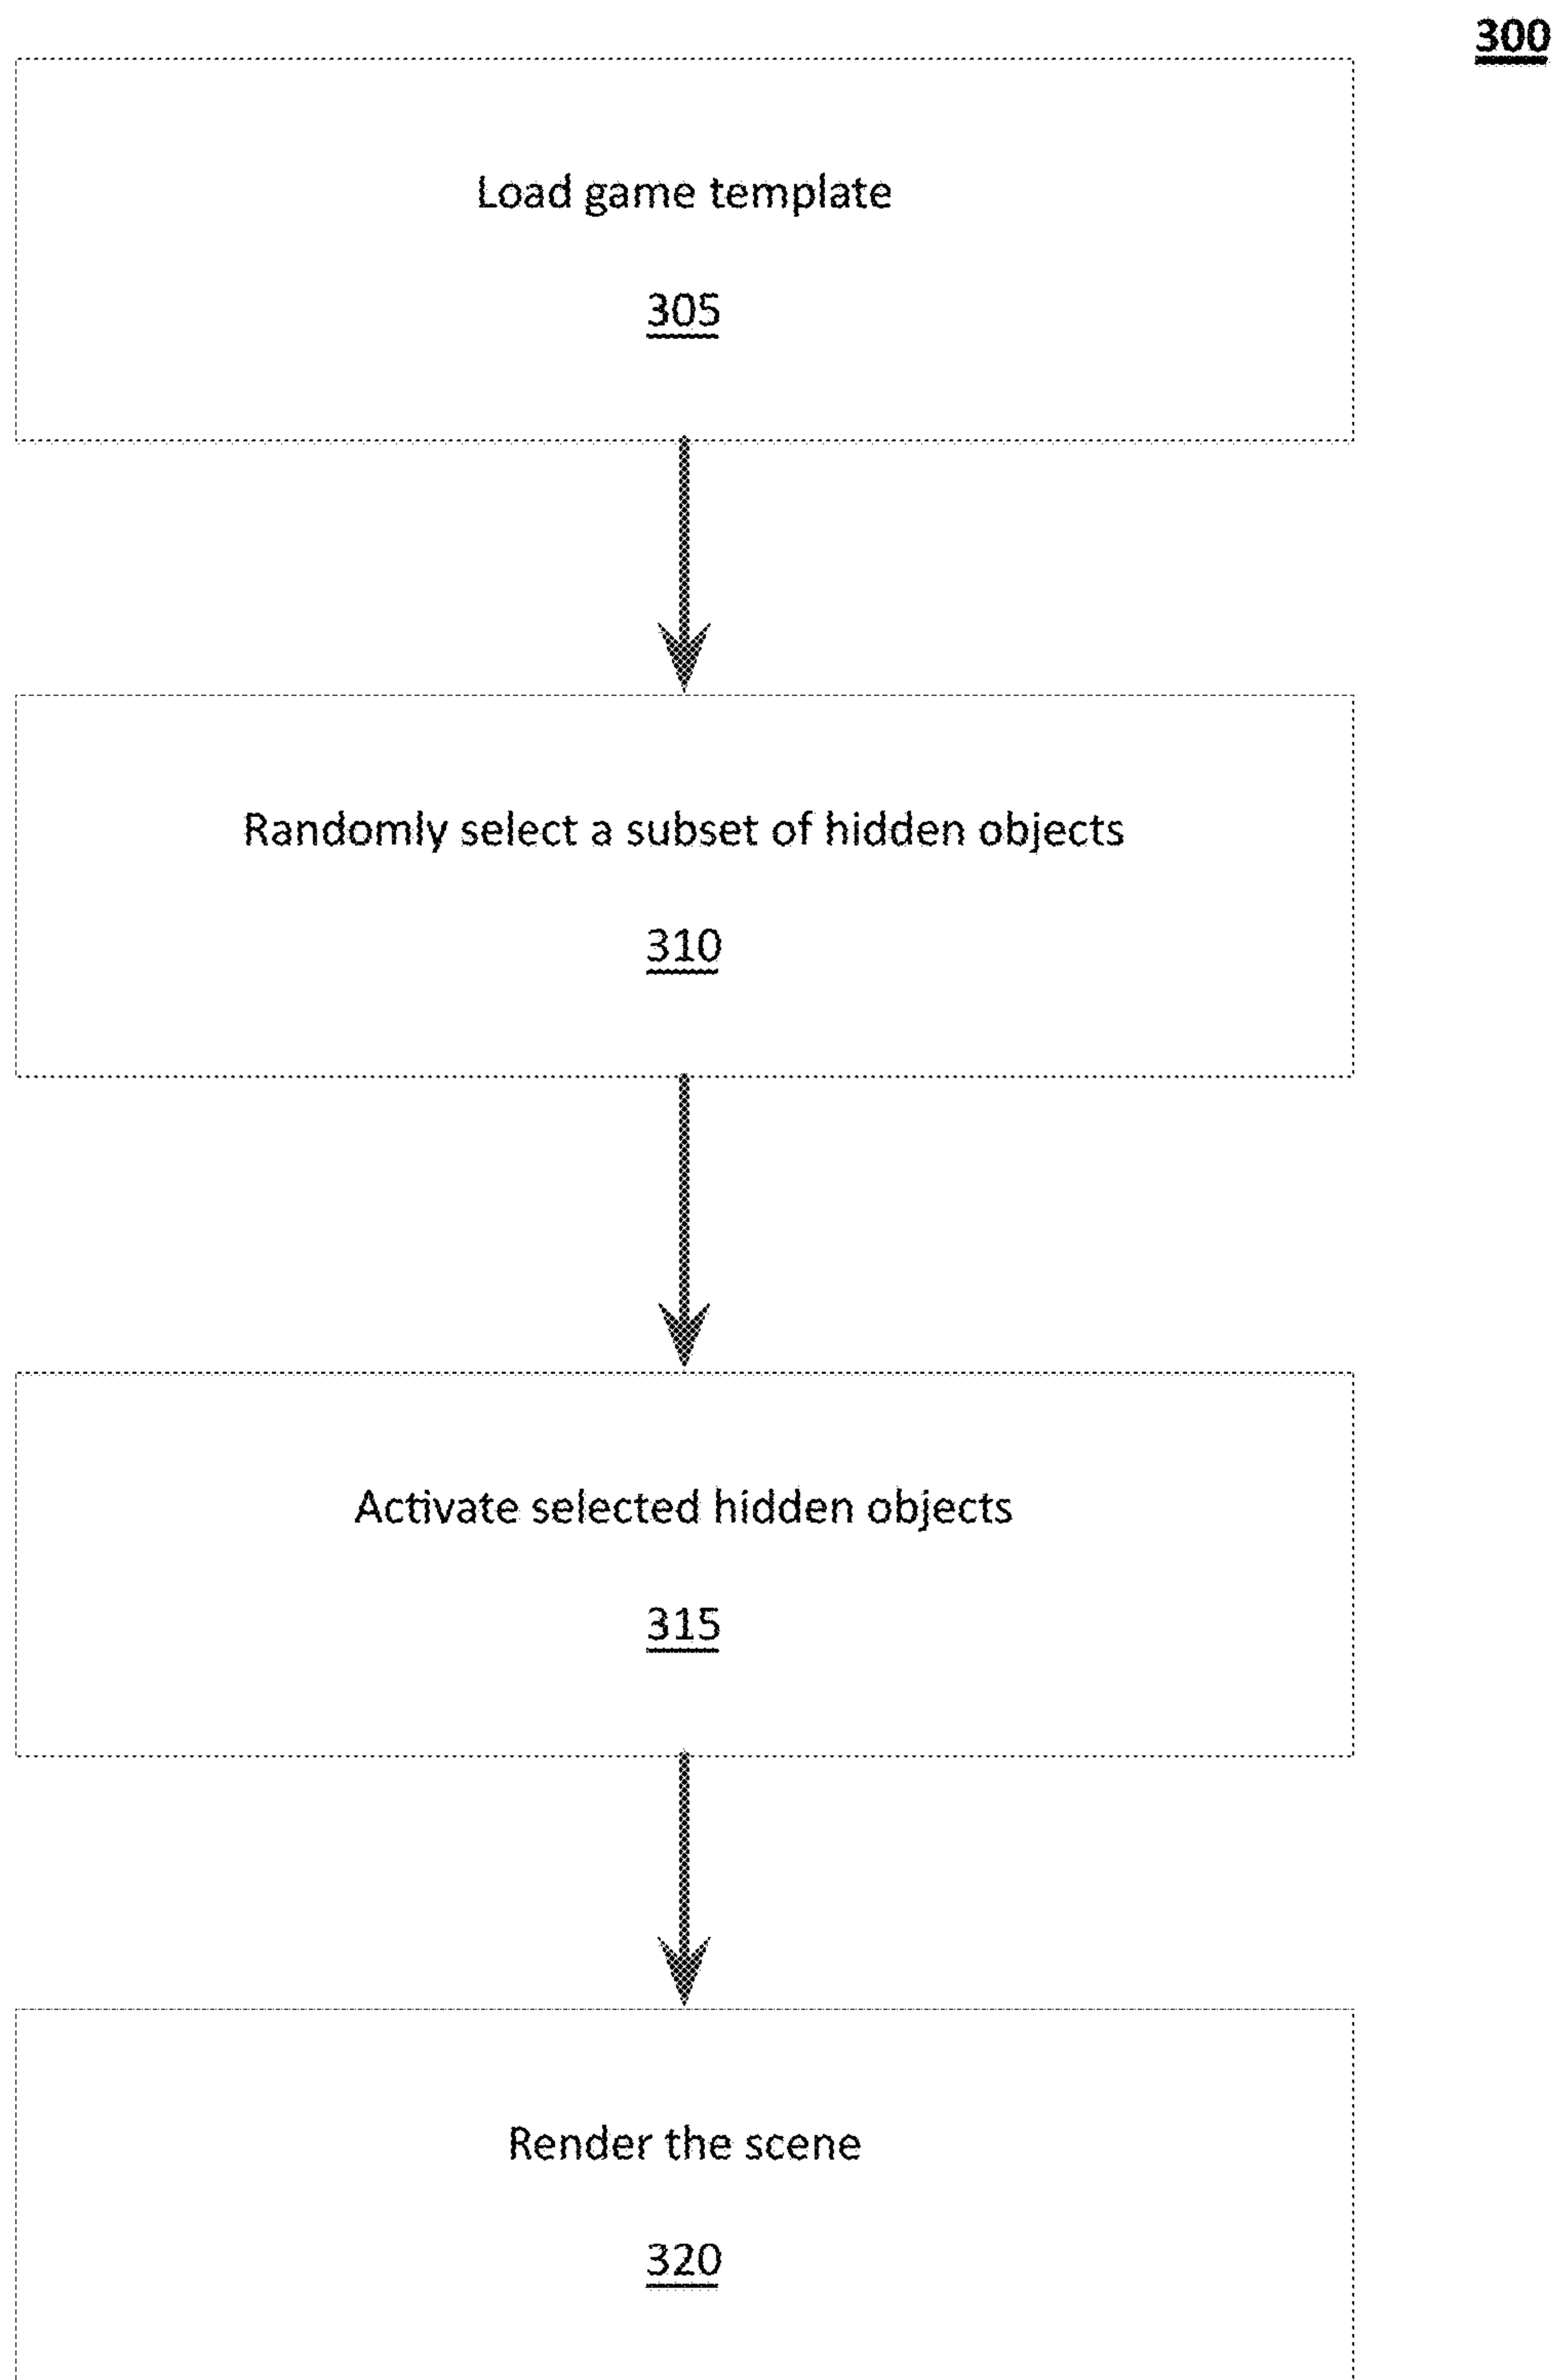 300
Load game template
305
Randomly select a subset of hidden objects
310
Activate selected hidden objects
315
Render the scene
320